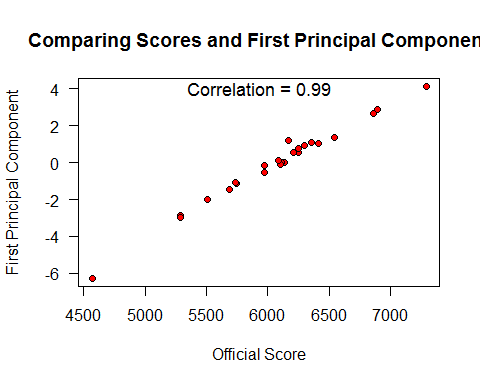 Comparing Scores and First Principal Componen
Correlation = 0.99
First Principal Component
4
2
0
-2
-4
-6
4500 5000 5500 6000 6500 7000
Official Score